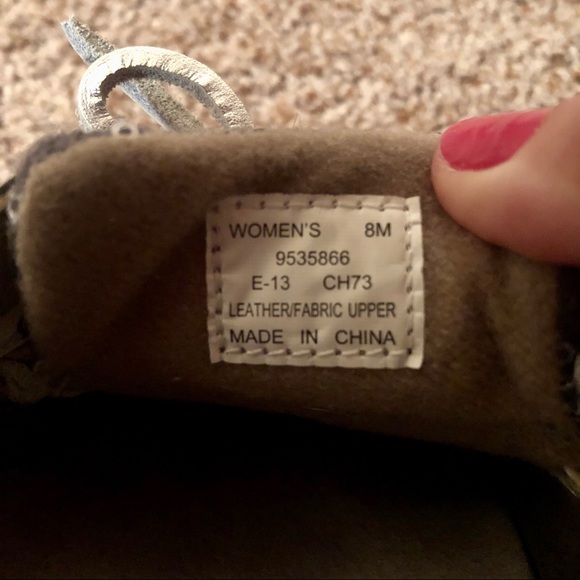 WOMEN'S 8M
9535866
E-13 CH73
LEATHER/FABRIC UPPER
MADE IN CHINA